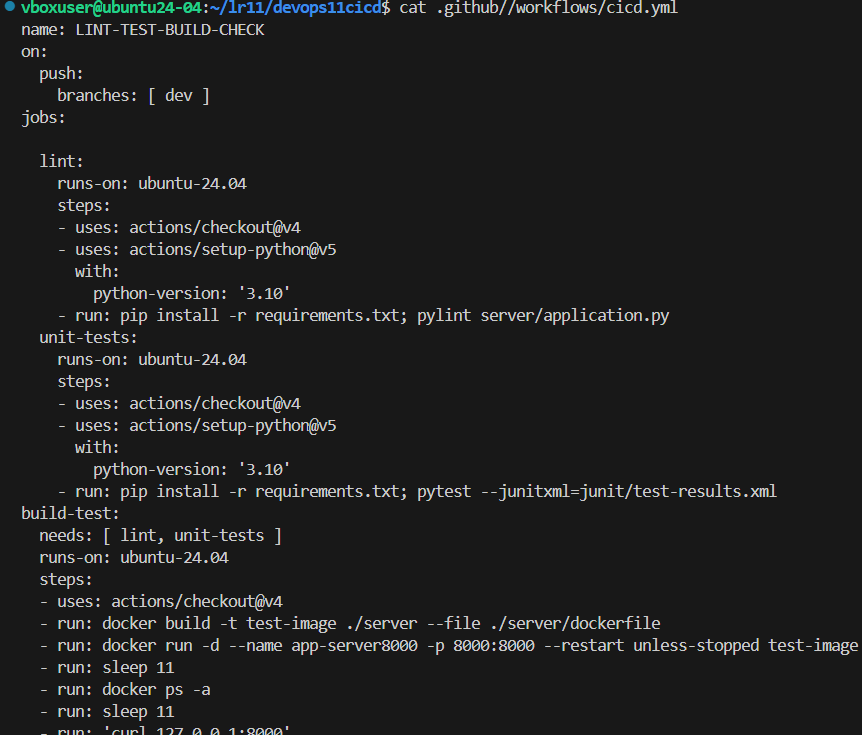 vboxuser@ubuntu24-04:~/lr11/devops11cicd$ cat .github//workflows/cicd.yml
name: LINT-TEST-BUILD-CHECK
on:
  push:
    branches: [ dev ]
jobs:

  lint:
    runs-on: ubuntu-24.04
    steps:
    - uses: actions/checkout@v4
    - uses: actions/setup-python@v5
      with:
        python-version: '3.10'
    - run: pip install -r requirements.txt; pylint server/application.py
  unit-tests:
    runs-on: ubuntu-24.04
    steps:
    - uses: actions/checkout@v4
    - uses: actions/setup-python@v5
      with:
        python-version: '3.10'
    - run: pip install -r requirements.txt; pytest --junitxml=junit/test-results.xml
build-test:
  needs: [ lint, unit-tests ]
  runs-on: ubuntu-24.04
  steps:
  - uses: actions/checkout@v4
  - run: docker build -t test-image ./server --file ./server/dockerfile
  - run: docker run -d --name app-server8000 -p 8000:8000 --restart unless-stopped test-image
  - run: sleep 11
  - run: docker ps -a
  - run: sleep 11
  - run: 'curl 127.0.0.1:8000'